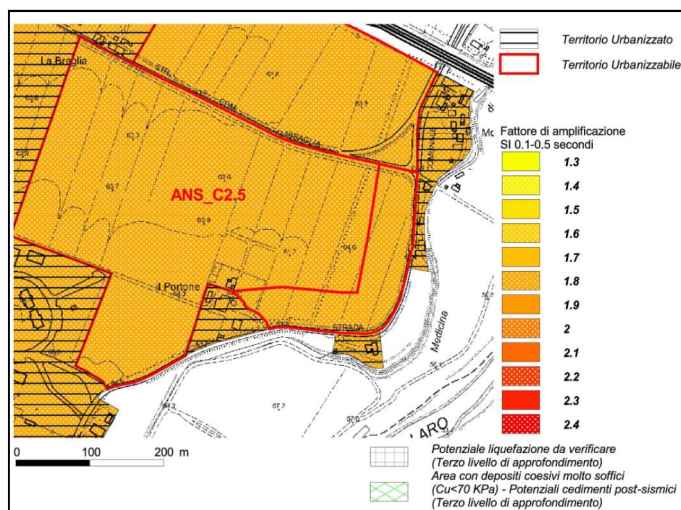 La Braglia
ANS_C2,5
il Portone
STRADA
Medicina
0 100 200 m
Territorio Urbanizzato
Territorio Urbanizzabile
Fattore di amplificazione
SI 0.1-0.5 secondi
1.3
1.4
1.5
1.6
1.7
1.8
1.9
2
2.1
2.2
2.3
2.4
Potenziale liquefazione da verificare
(Terzo livello di approfondimento)
Area con depositi coesivi molto soffici
(Cu<70 KPa) - Potenziali cedimenti post-sismici
(Terzo livello di approfondimento)